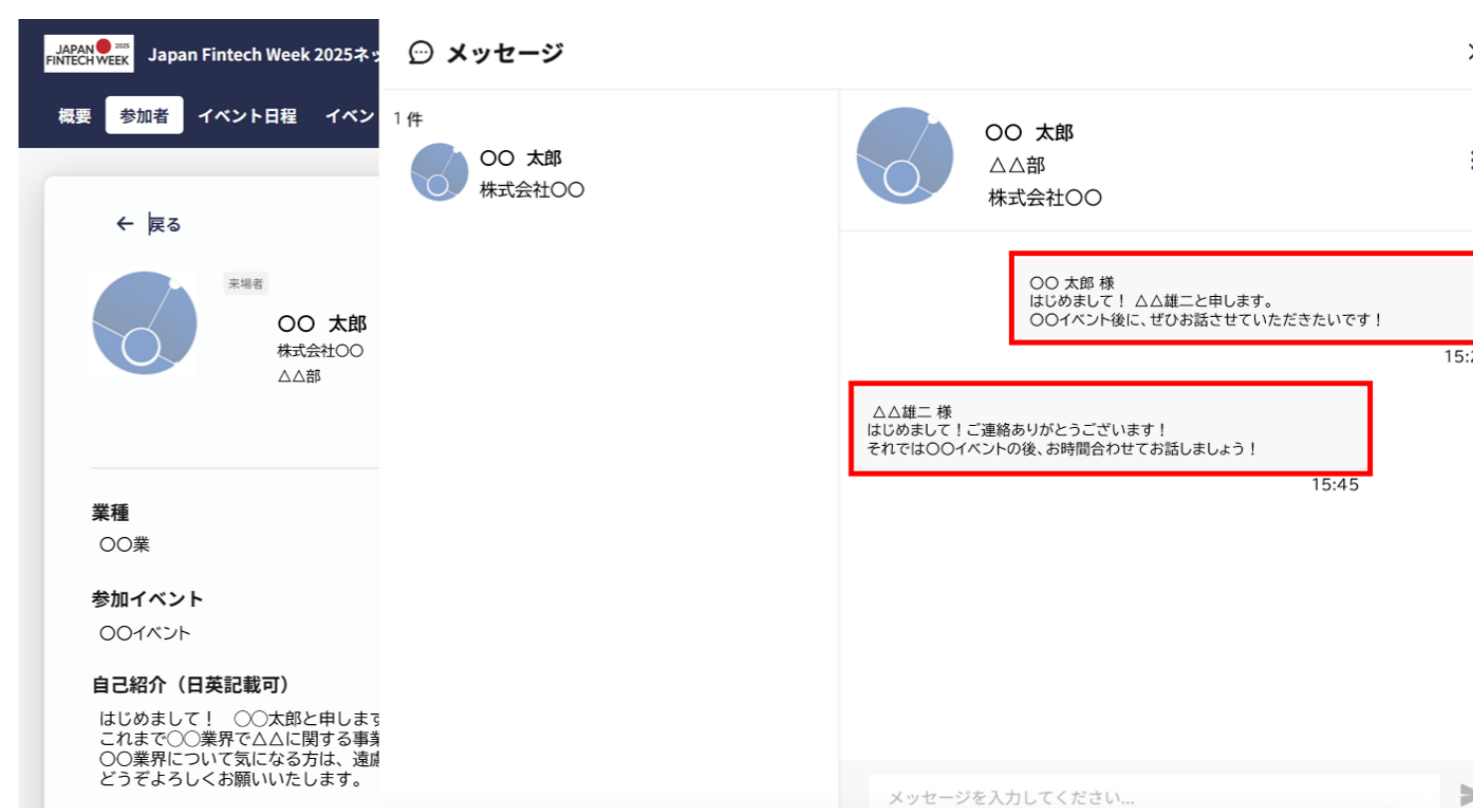 JAPAN 2025
FINTECH WEEK
Japan Fintech Week 2025ネッ
概要 参加者 イベント日程 イベン
← 戻る
来場者
〇〇 太郎
株式会社〇〇
△△部
業種
〇〇業
参加イベント
〇〇イベント
自己紹介（日英記載可）
はじめまして！ 〇〇太郎と申します
これまで〇〇業界で△△に関する事業
〇〇業界について気になる方は、遠慮
どうぞよろしくお願いいたします。
メッセージ
1 件
〇〇 太郎
株式会社〇〇
〇〇 太郎
△△部
株式会社〇〇
〇〇 太郎 様
はじめまして！ △△雄二と申します。
〇〇イベント後に、ぜひお話させていただきたいです！
15:2
△△雄二 様
はじめまして！ご連絡ありがとうございます！
それでは〇〇イベントの後、お時間合わせてお話しましょう！
15:45
メッセージを入力してください...